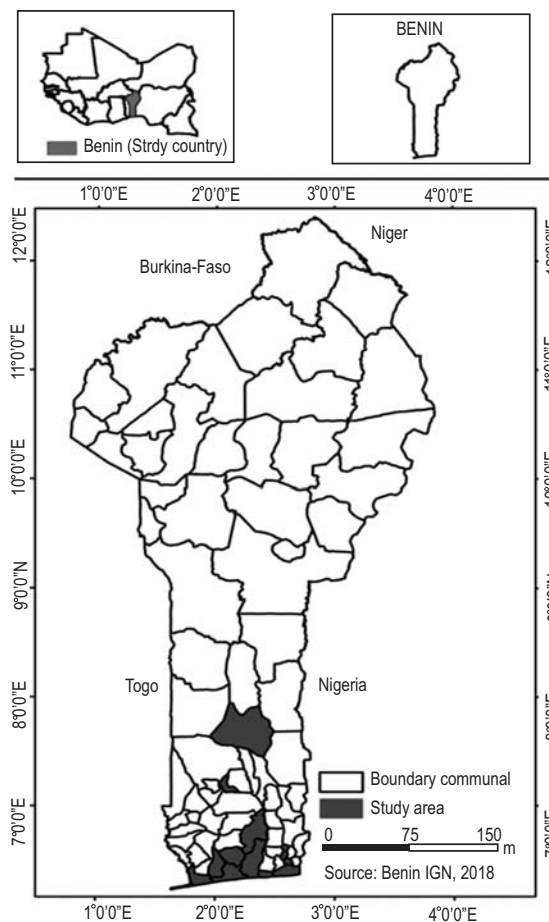 BENIN
Benin (Strdy country)
1°0'0"E 2°0'0"E 3°0'0"E 4°0'0"E
12°0'0"E
Niger
Burkina-Faso
11°0'0"E
10°0'0"E
9°0'0"N
Togo
Nigeria
8°0'0"E
Boundary communal
Study area
7°0'0"E
0 75 150
m
Source: Benin IGN, 2018
1°0'0"E 2°0'0"E 3°0'0"E 4°0'0"E